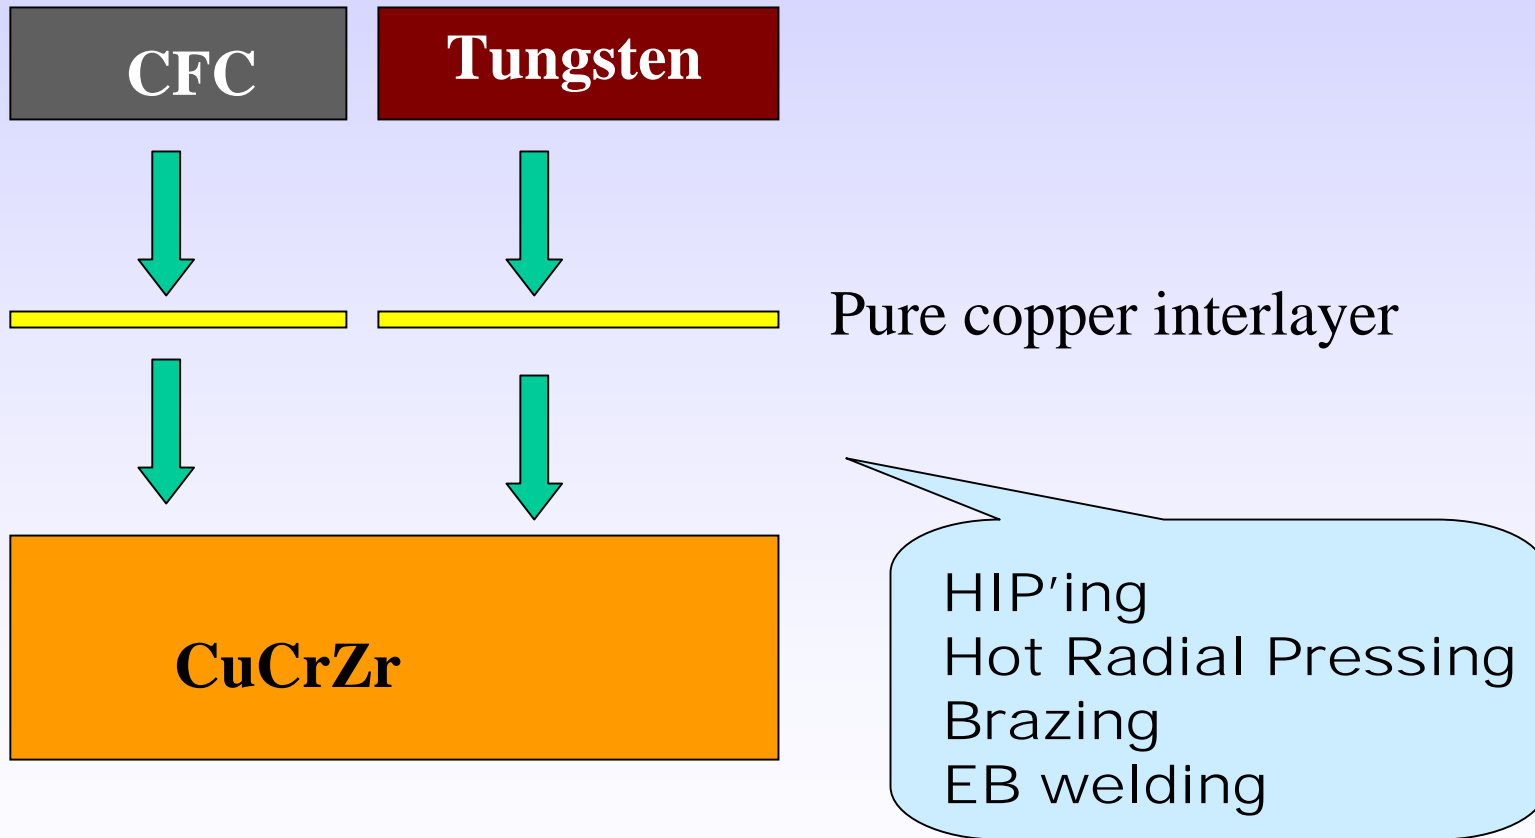 CFC
Tungsten
Pure copper interlayer
CuCrZr
HIP'ing
Hot Radial Pressing
Brazing
EB welding